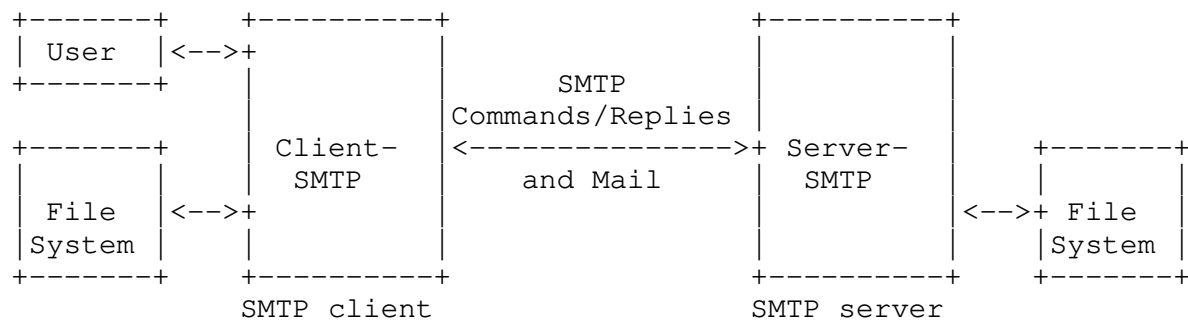 User
SMTP
Commands/Replies
Client-
SMTP
and Mail
Server-
SMTP
File
System
File
System
SMTP client
SMTP server